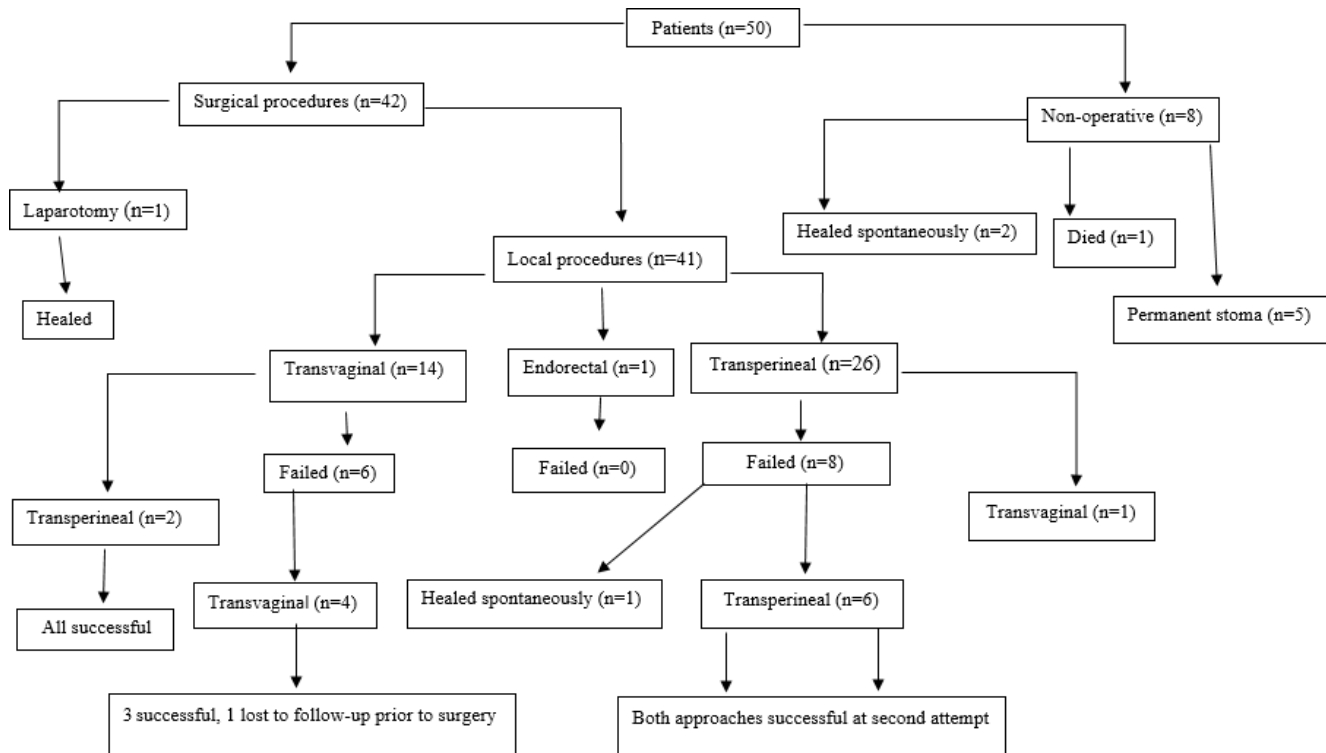 Patients (n=50)
Surgical procedures (n=42)
Non-operative (n=8)
Laparotomy (n=1)
Healed spontaneously (n=2)
Died (n=1)
Local procedures (n=41)
Healed
Permanent stoma (n=5)
Transvaginal (n=14)
Endorectal (n=1)
Transperineal (n=26)
Failed (n=6)
Failed (n=0)
Failed (n=8)
Transperineal (n=2)
Transvaginal (n=1)
Transvaginal (n=4)
Healed spontaneously (n=1)
Transperineal (n=6)
All successful
3 successful, 1 lost to follow-up prior to surgery
Both approaches successful at second attempt